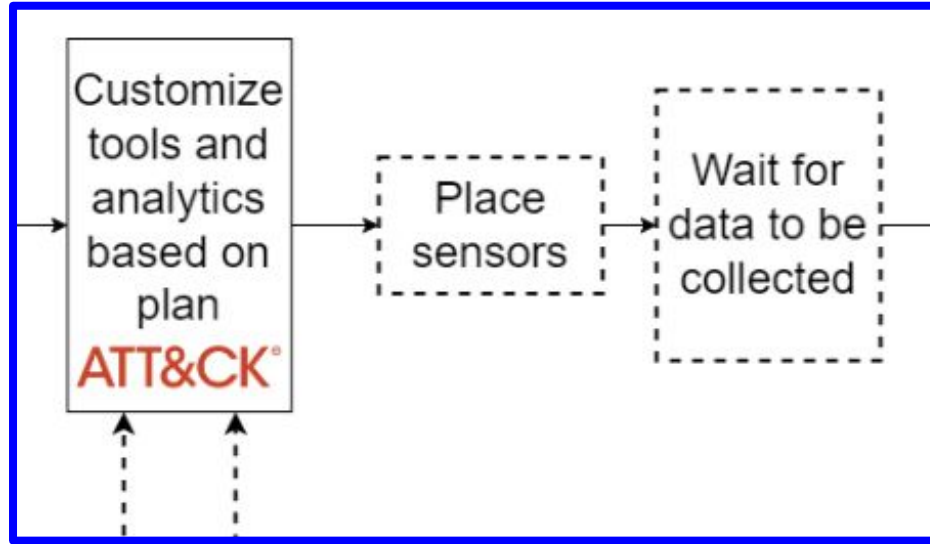 Customize
tools and
analytics
based on
plan
ATT&CK®
Place
sensors
Wait for
data to be
collected